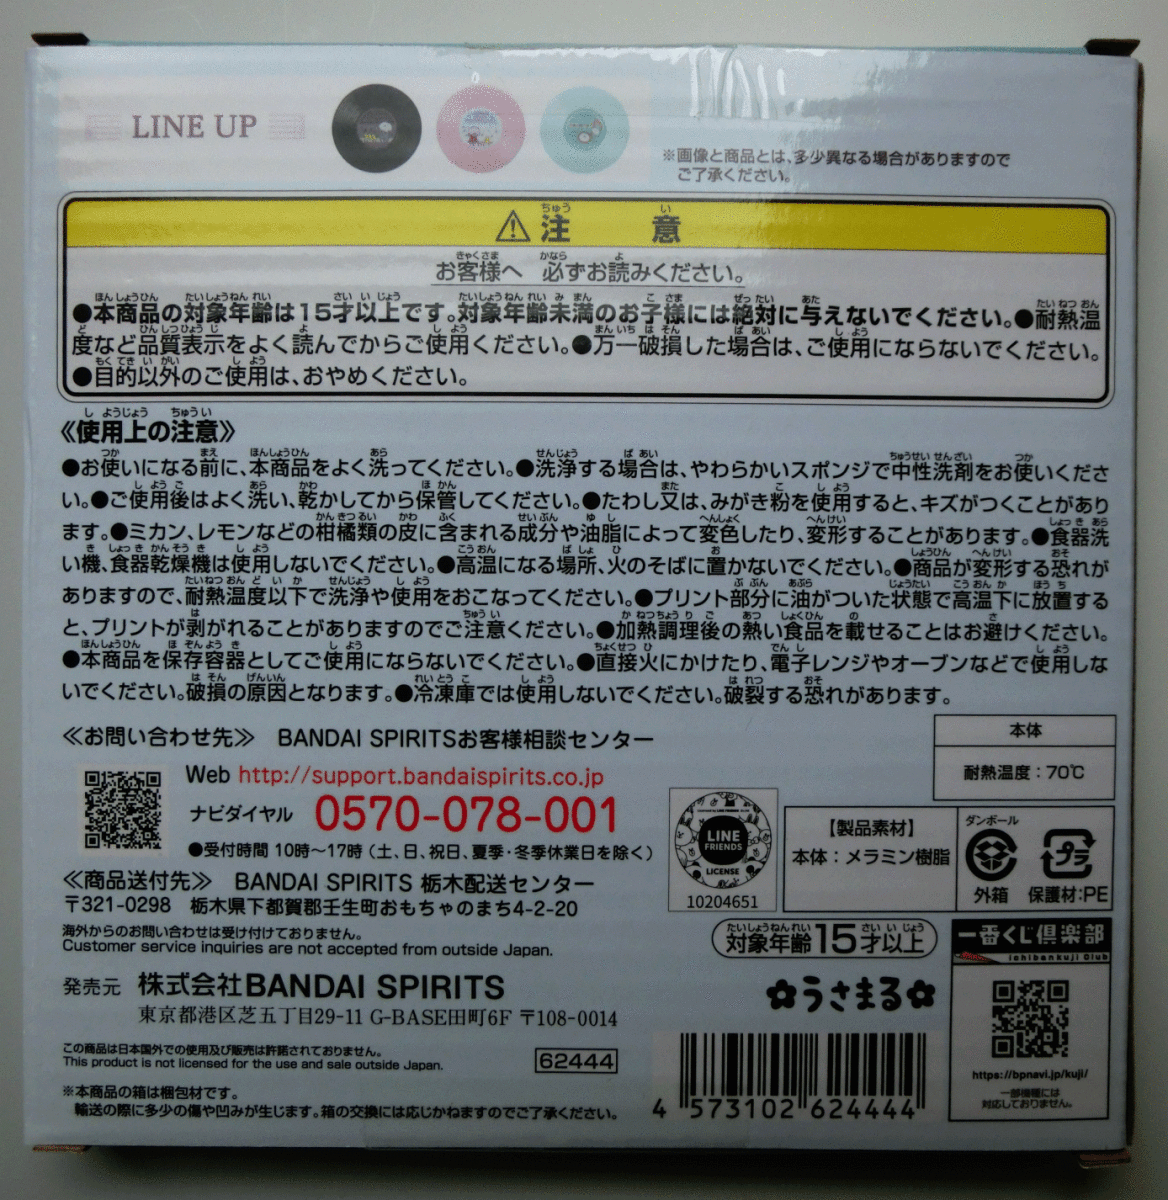 LINE UP
※画像と商品とは、多少異なる場合がありますので
ご了承ください。
⚠注意
お客様へ 必ずお読みください。
●本商品の対象年齢は15才以上です。対象年齢未満のお子様には絶対に与えないでください。●耐熱温
度など品質表示をよく読んでからご使用ください。●万一破損した場合は、ご使用にならないでください。
●目的以外のご使用は、おやめください。
《使用上の注意》
●お使いになる前に、本商品をよく洗ってください。●洗浄する場合は、やわらかいスポンジで中性洗剤をお使いくださ
い。●ご使用後はよく洗い、乾かしてから保管してください。●たわし又は、みがき粉を使用すると、キズがつくことがあり
ます。●ミカン、レモンなどの柑橘類の皮に含まれる成分や油脂によって変色したり、変形することがあります。●食器洗
い機、食器乾燥機は使用しないでください。●高温になる場所、火のそばに置かないでください。●商品が変形する恐れが
ありますので、耐熱温度以下で洗浄や使用をおこなってください。●プリント部分に油がついた状態で高温下に放置する
と、プリントが剥がれることがありますのでご注意ください。●加熱調理後の熱い食品を載せることはお避けください。
●本商品を保存容器としてご使用にならないでください。●直接火にかけたり、電子レンジやオーブンなどで使用しな
いでください。破損の原因となります。●冷凍庫では使用しないでください。破裂する恐れがあります。
≪お問い合わせ先≫ BANDAI SPIRITSお客様相談センター
Web http://support.bandaispirits.co.jp
ナビダイヤル 0570-078-001
●受付時間 10時～17時（土、日、祝日、夏季・冬季休業日を除く）
≪商品送付先≫ BANDAI SPIRITS 栃木配送センター
〒321-0298 栃木県下都賀郡壬生町おもちゃのまち4-2-20
海外からのお問い合わせは受け付けておりません。
Customer service inquiries are not accepted from outside Japan.
発売元 株式会社BANDAI SPIRITS
東京都港区芝五丁目29-11 G-BASE田町6F 〒108-0014
この商品は日本国外での使用及び販売は許諾されておりません。
This product is not licensed for the use and sale outside Japan.
62444
※本商品の箱は梱包材です。
輸送の際に多少の傷や凹みが生じます。箱の交換には応じかねますのでご了承ください。
本体
耐熱温度：70℃
LINE
FRIENDS
LICENSE
10204651
【製品素材】
本体：メラミン樹脂
ダンボール
外箱
プラ
保護材:PE
対象年齢15才以上
うさまる
4 573102 624444
一番くじ倶楽部
ichibankuji Club
https://bpnavi.jp/kuji/
一部機種には
対応しておりません。